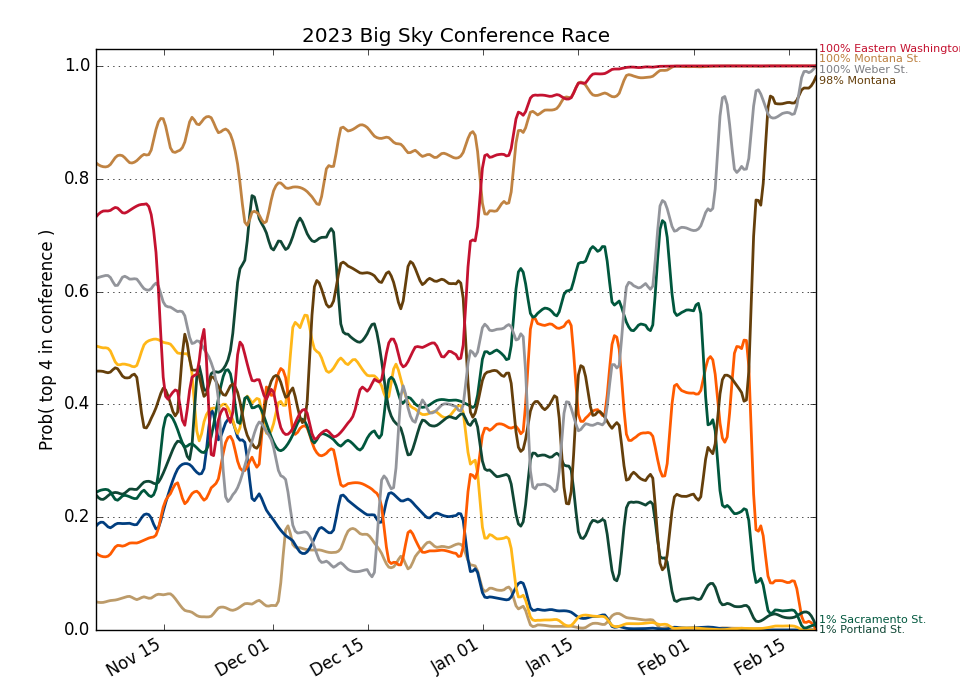 2023 Big Sky Conference Race
Prob( top 4 in conference )
1.0
0.8
0.6
0.4
0.2
0.0
Nov 15
Dec 01
Dec 15
Jan 01
Jan 15
Feb 01
Feb 15
100% Eastern Washington
100% Montana St.
100% Weber St.
98% Montana
1% Sacramento St.
1% Portland St.